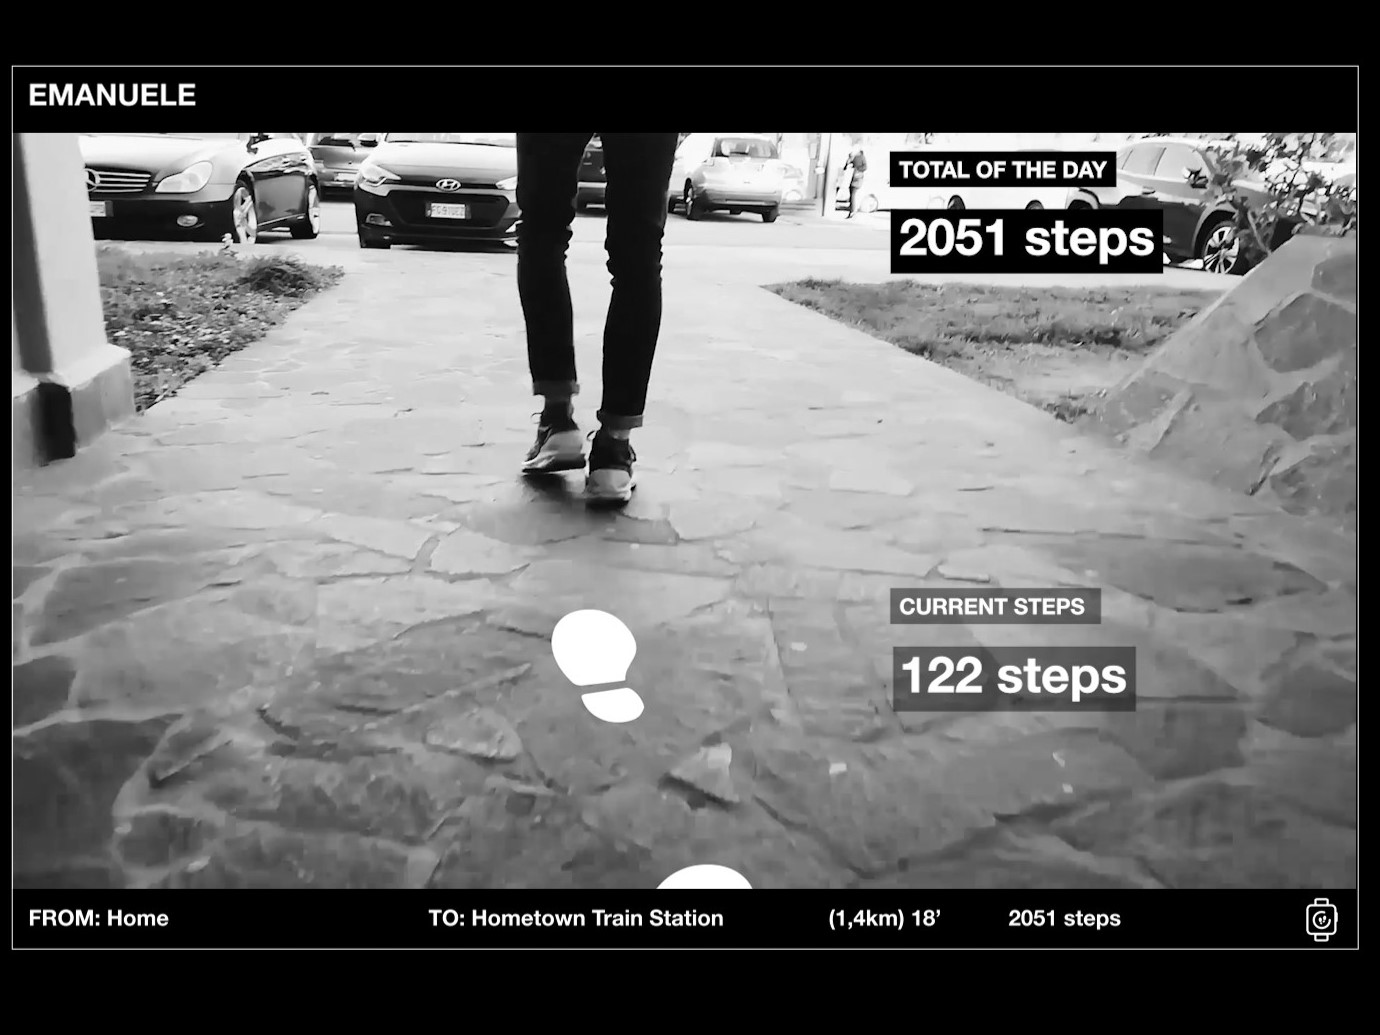 EMANUELE
TOTAL OF THE DAY
2051 steps
CURRENT STEPS
122 steps
FROM: Home
TO: Hometown Train Station
(1,4km) 18’
2051 steps